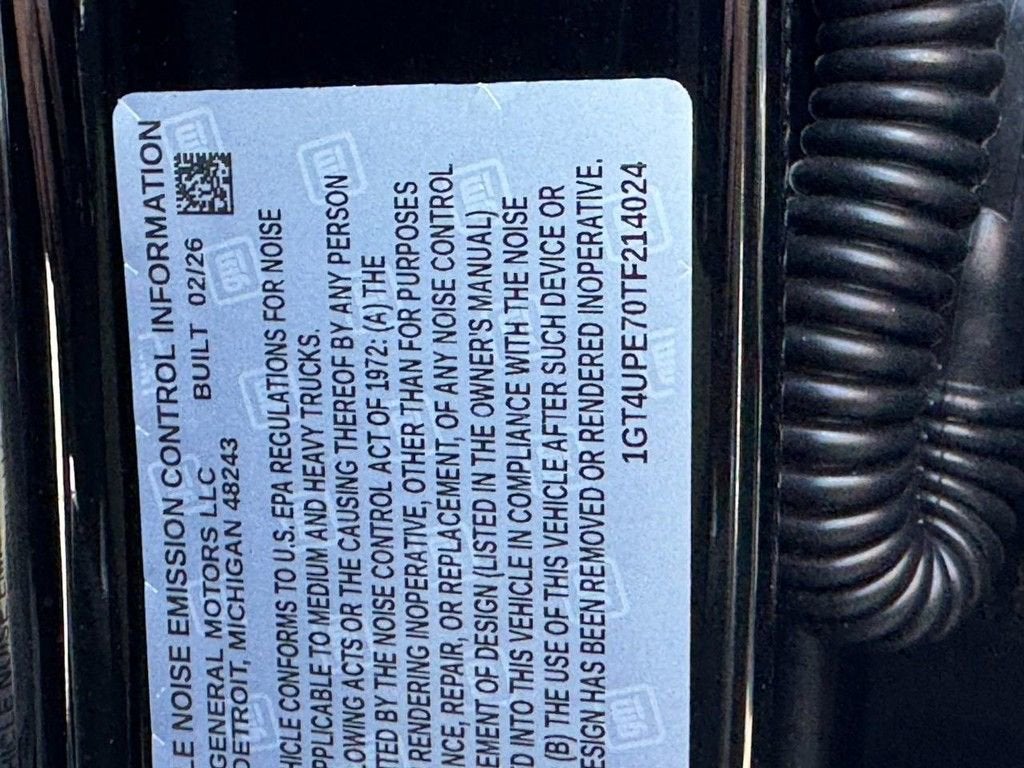 LE NOISE EMISSION CONTROL INFORMATION
GENERAL MOTORS LLC BUILT 02/26
DETROIT, MICHIGAN 48243
HICLE CONFORMS TO U.S. EPA REGULATIONS FOR NOISE
PPLICABLE TO MEDIUM AND HEAVY TRUCKS.
LOWING ACTS OR THE CAUSING THEREOF BY ANY PERSON
TTED BY THE NOISE CONTROL ACT OF 1972: (A) THE
RENDERING INOPERATIVE, OTHER THAN FOR PURPOSES
NCE, REPAIR, OR REPLACEMENT, OF ANY NOISE CONTROL
EMENT OF DESIGN (LISTED IN THE OWNER'S MANUAL)
D INTO THIS VEHICLE IN COMPLIANCE WITH THE NOISE
(B) THE USE OF THIS VEHICLE AFTER SUCH DEVICE OR
ESIGN HAS BEEN REMOVED OR RENDERED INOPERATIVE.
1GT4UPE70TF214024